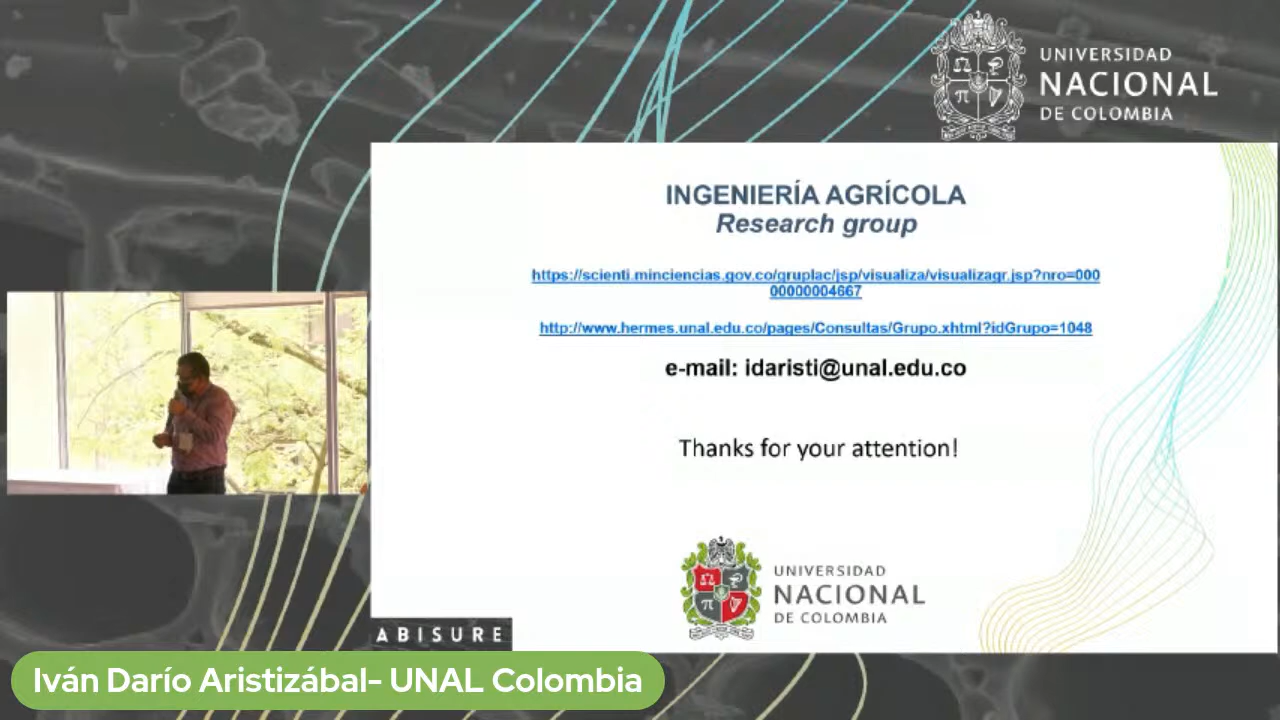 UNIVERSIDAD
NACIONAL
DE COLOMBIA
INGENIERÍA AGRÍCOLA
Research group
https://scienti.minciencias.gov.co/gruplac/jsp/visualiza/visualizagr.jsp?nro=000
00000004667
http://www.hermes.unal.edu.co/pages/Consultas/Grupo.xhtml?idGrupo=1048
e-mail: idaristi@unal.edu.co
Thanks for your attention!
UNIVERSIDAD
NACIONAL
DE COLOMBIA
ABISURE
Iván Darío Aristizábal- UNAL Colombia